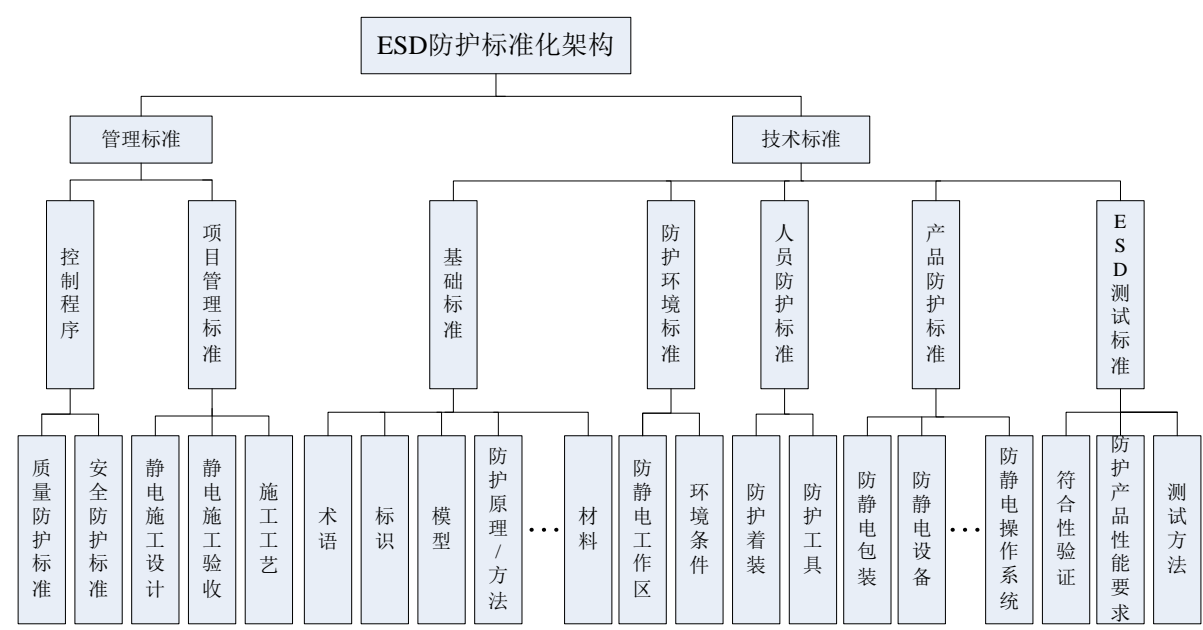 ESD防护标准化架构
管理标准
技术标准
控制程序
项目管理标准
基础标准
防护环境标准
人员防护标准
产品防护标准
ESD测试标准
质量防护标准
安全防护标准
静电施工设计
静电施工验收
施工工艺
术语
标识
模型
防护原理/方法
...
材料
防静电工作区
环境条件
防护着装
防护工具
防静电包装
防静电设备
...
防静电操作系统
符合性验证
防护产品性能要求
测试方法